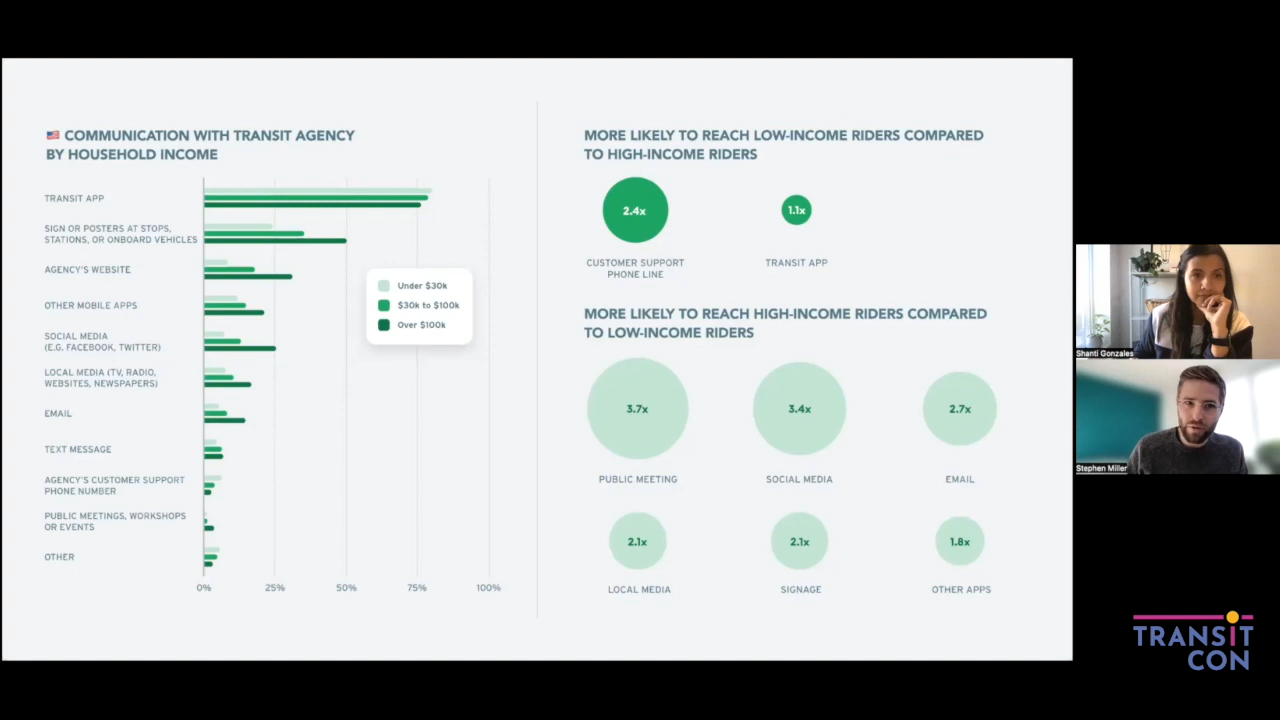 COMMUNICATION WITH TRANSIT AGENCY
BY HOUSEHOLD INCOME
TRANSIT APP
SIGN OR POSTERS AT STOPS,
STATIONS, OR ONBOARD VEHICLES
AGENCY'S WEBSITE
OTHER MOBILE APPS
SOCIAL MEDIA
(E.G. FACEBOOK, TWITTER)
LOCAL MEDIA (TV, RADIO,
WEBSITES, NEWSPAPERS)
EMAIL
TEXT MESSAGE
AGENCY'S CUSTOMER SUPPORT
PHONE NUMBER
PUBLIC MEETINGS, WORKSHOPS
OR EVENTS
OTHER
0% 25% 50% 75% 100%
Under $30k
$30k to $100k
Over $100k
MORE LIKELY TO REACH LOW-INCOME RIDERS COMPARED
TO HIGH-INCOME RIDERS
2.4x 1.1x
CUSTOMER SUPPORT
PHONE LINE
TRANSIT APP
MORE LIKELY TO REACH HIGH-INCOME RIDERS COMPARED
TO LOW-INCOME RIDERS
3.7x 3.4x 2.7x
PUBLIC MEETING SOCIAL MEDIA EMAIL
2.1x 2.1x 1.8x
LOCAL MEDIA SIGNAGE OTHER APPS
Shanti Gonzales
Stephen Miller
TRANSIT
CON